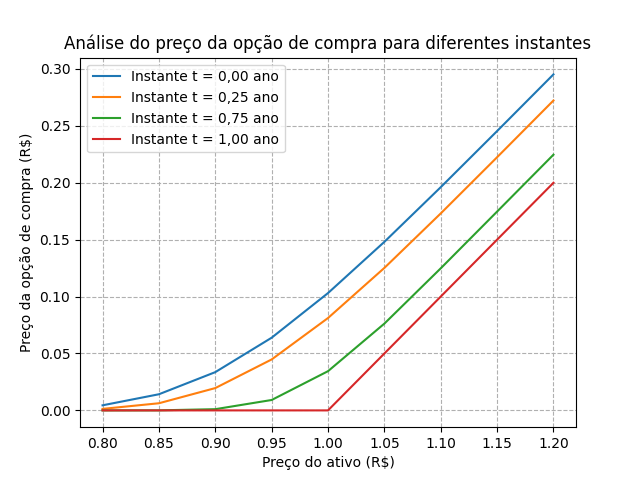 Análise do preço da opção de compra para diferentes instantes
Instante t = 0,00 ano
Instante t = 0,25 ano
Instante t = 0,75 ano
Instante t = 1,00 ano
Preço da opção de compra (R$)
0.30
0.25
0.20
0.15
0.10
0.05
0.00
0.80 0.85 0.90 0.95 1.00 1.05 1.10 1.15 1.20
Preço do ativo (R$)